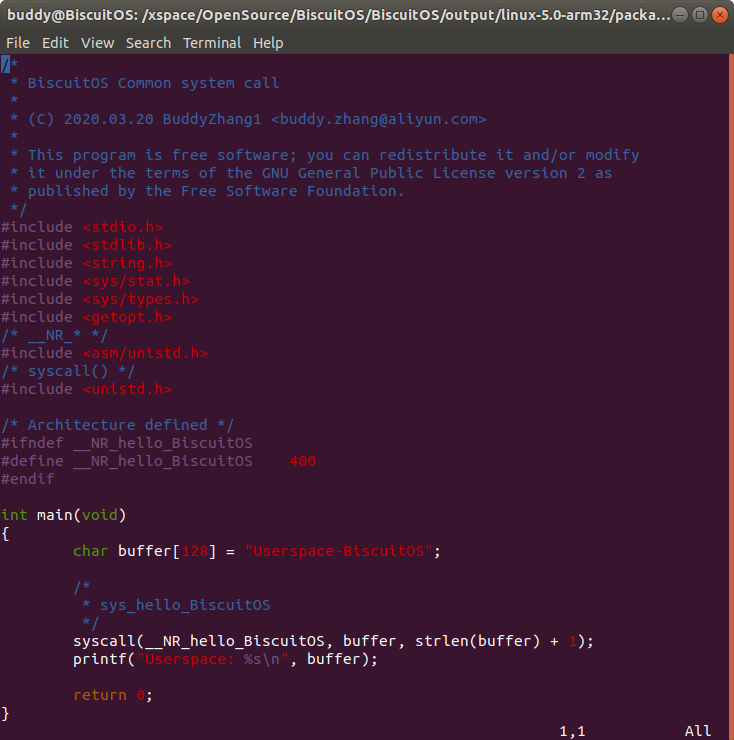 buddy@BiscuitOS: /xspace/OpenSource/BiscuitOS/BiscuitOS/output/linux-5.0-arm32/packa...
File Edit View Search Terminal Help
/*
 * BiscuitOS Common system call
 *
 * (C) 2020.03.20 BuddyZhang1 <buddy.zhang@aliyun.com>
 *
 * This program is free software; you can redistribute it and/or modify
 * it under the terms of the GNU General Public License version 2 as
 * published by the Free Software Foundation.
 */
#include <stdio.h>
#include <stdlib.h>
#include <string.h>
#include <sys/stat.h>
#include <sys/types.h>
#include <getopt.h>
/* __NR_* */
#include <asm/unistd.h>
/* syscall() */
#include <unistd.h>

/* Architecture defined */
#ifndef __NR_hello_BiscuitOS
#define __NR_hello_BiscuitOS    400
#endif

int main(void)
{
        char buffer[128] = "Userspace-BiscuitOS";

        /*
         * sys_hello_BiscuitOS
         */
        syscall(__NR_hello_BiscuitOS, buffer, strlen(buffer) + 1);
        printf("Userspace: %s\n", buffer);

        return 0;
}
1,1 All